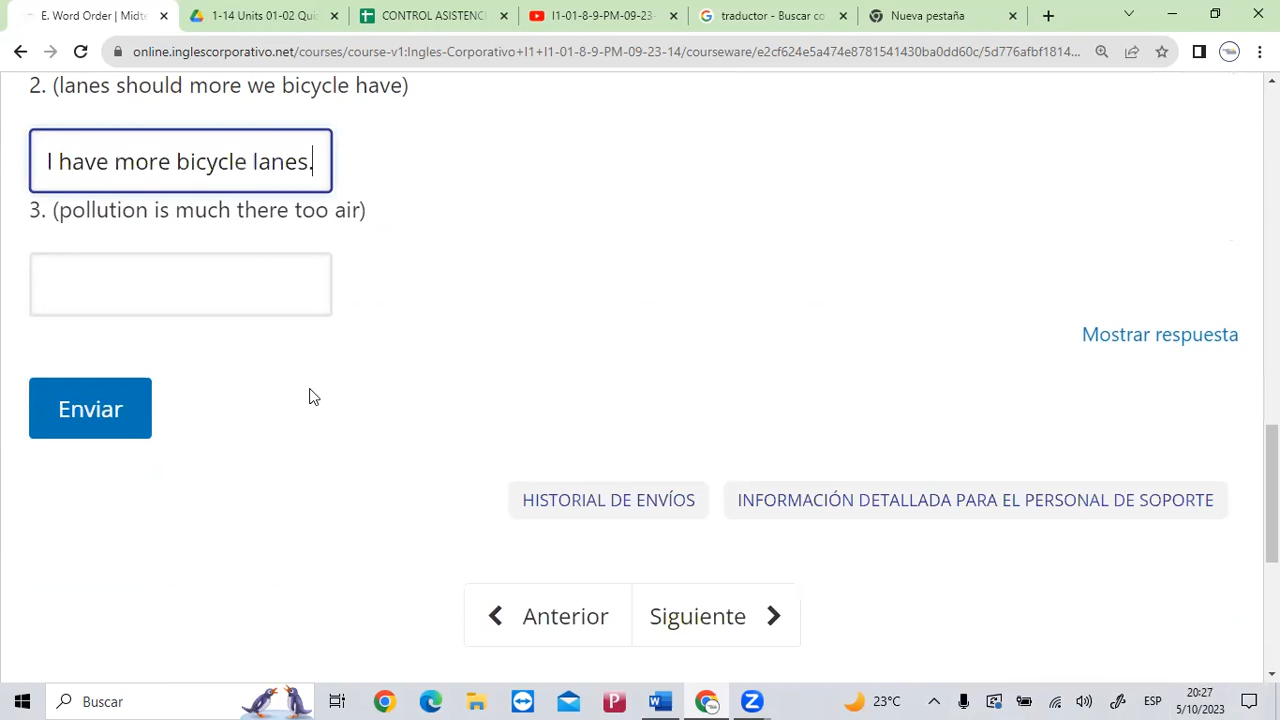 E. Word Order | Midte
1-14 Units 01-02 Quic
CONTROL ASISTENC
I1-01-8-9-PM-09-23-
traductor - Buscar co
Nueva pestaña
online.inglescorporativo.net/courses/course-v1:Ingles-Corporativo+I1+I1-01-8-9-PM-09-23-14/courseware/e2cf624e5a474e8781541430ba0dd60c/5d776afbf1814...
2. (lanes should more we bicycle have)
I have more bicycle lanes.
3. (pollution is much there too air)
Mostrar respuesta
Enviar
HISTORIAL DE ENVÍOS
INFORMACIÓN DETALLADA PARA EL PERSONAL DE SOPORTE
Anterior
Siguiente
Buscar
23°C
ESP
20:27
5/10/2023